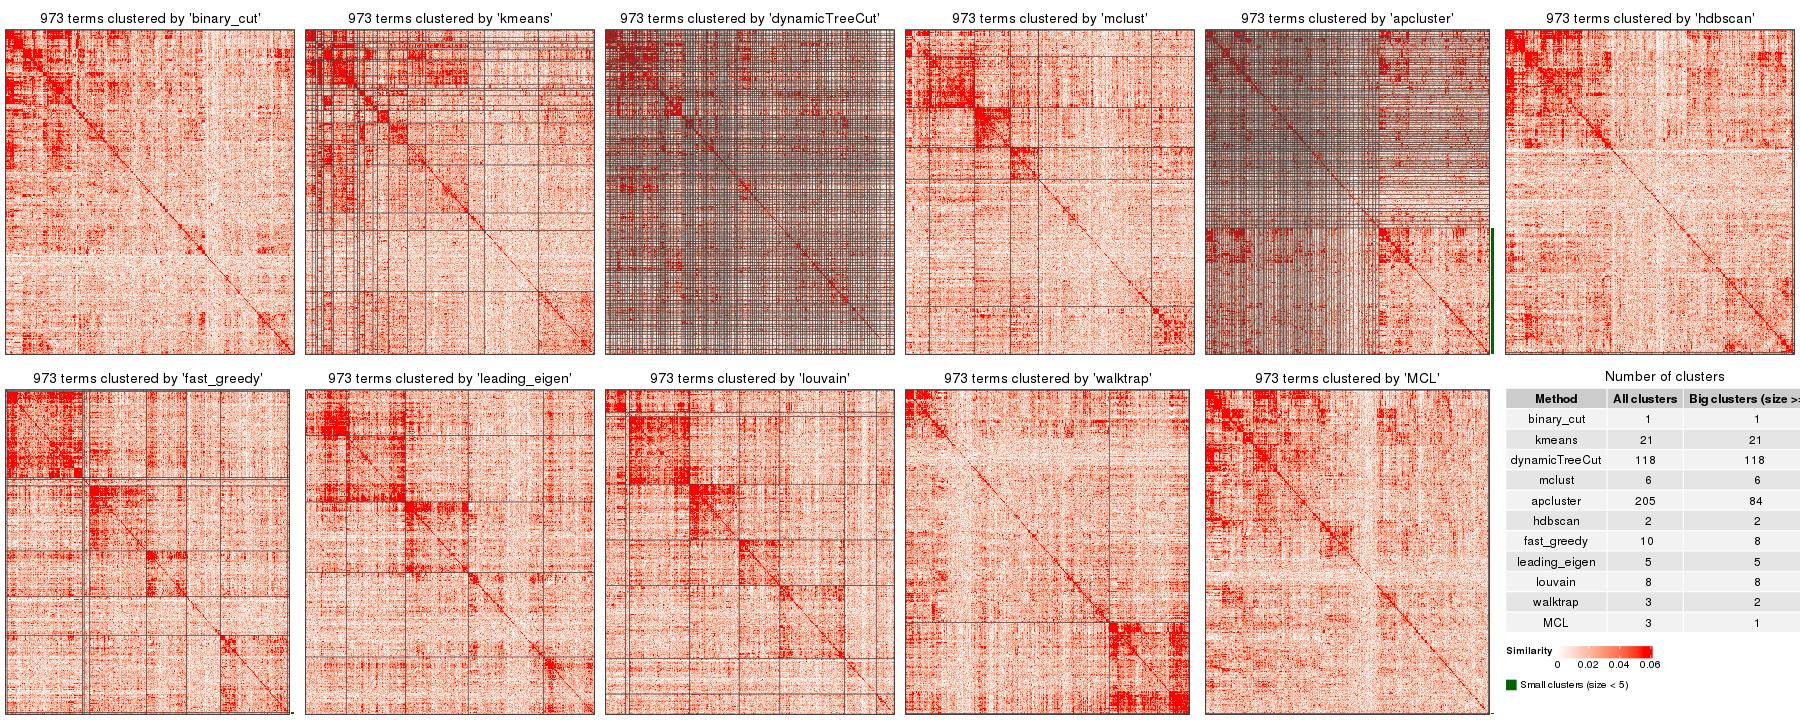 973 terms clustered by 'binary_cut'
973 terms clustered by 'kmeans'
973 terms clustered by 'dynamicTreeCut'
973 terms clustered by 'mclust'
973 terms clustered by 'apcluster'
973 terms clustered by 'hdbscan'
973 terms clustered by 'fast_greedy'
973 terms clustered by 'leading_eigen'
973 terms clustered by 'louvain'
973 terms clustered by 'walktrap'
973 terms clustered by 'MCL'
Number of clusters
Method All clusters Big clusters (size >=
binary_cut 1 1
kmeans 21 21
dynamicTreeCut 118 118
mclust 6 6
apcluster 205 84
hdbscan 2 2
fast_greedy 10 8
leading_eigen 5 5
louvain 8 8
walktrap 3 2
MCL 3 1
Similarity
0 0.02 0.04 0.06
Small clusters (size < 5)